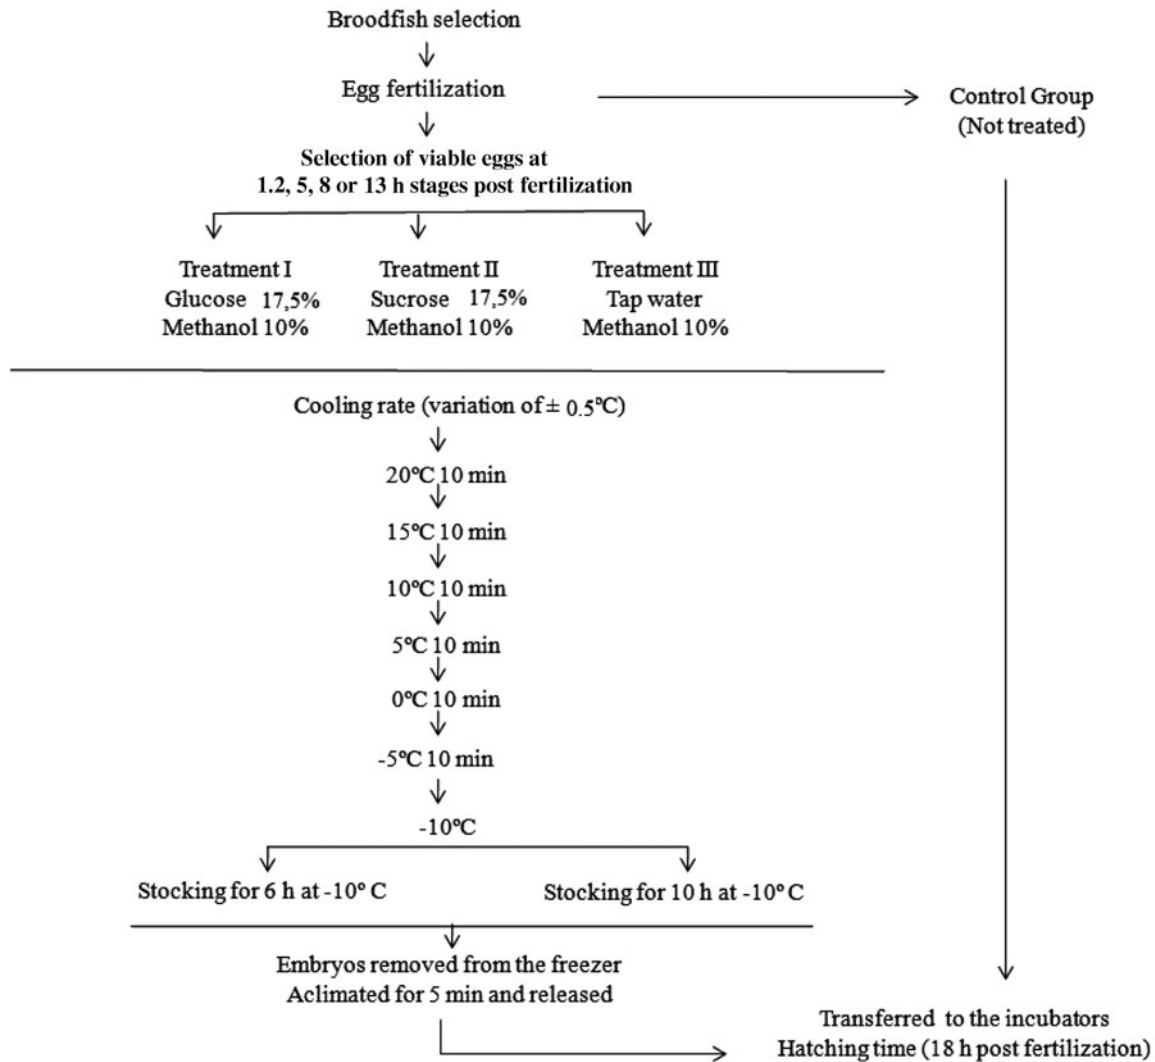 Broodfish selection
Egg fertilization
Control Group
(Not treated)
Selection of viable eggs at
1.2, 5, 8 or 13 h stages post fertilization
Treatment I
Glucose 17,5%
Methanol 10%
Treatment II
Sucrose 17,5%
Methanol 10%
Treatment III
Tap water
Methanol 10%
Cooling rate (variation of ± 0.5ºC)
20ºC 10 min
15ºC 10 min
10ºC 10 min
5ºC 10 min
0ºC 10 min
-5ºC 10 min
-10ºC
Stocking for 6 h at -10º C
Stocking for 10 h at -10º C
Embryos removed from the freezer
Aclimated for 5 min and released
Transferred to the incubators
Hatching time (18 h post fertilization)